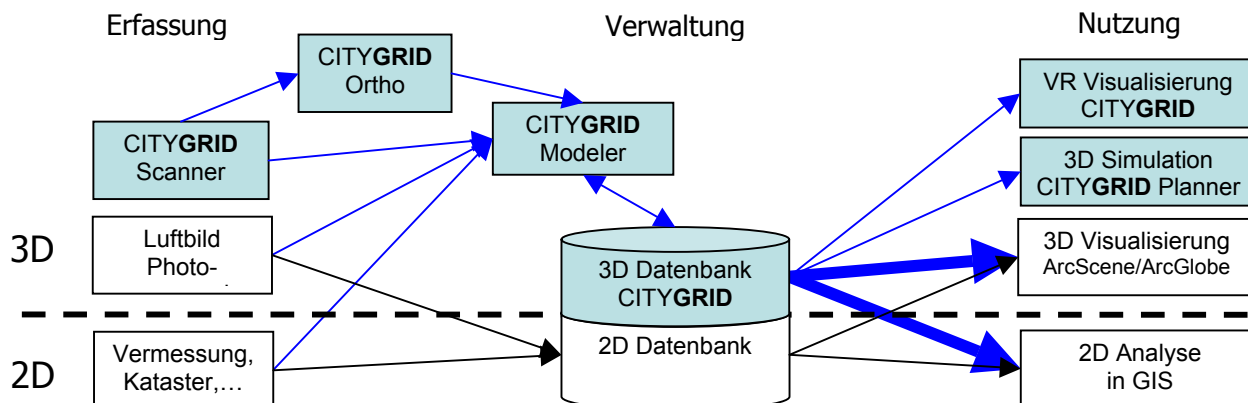 Erfassung
Verwaltung
Nutzung
CITYGRID
Ortho
CITYGRID
Scanner
CITYGRID
Modeler
VR Visualisierung
CITYGRID
3D Simulation
CITYGRID Planner
3D
Luftbild
Photo-
3D Datenbank
CITYGRID
3D Visualisierung
ArcScene/ArcGlobe
2D
Vermessung,
Kataster,…
2D Datenbank
2D Analyse
in GIS